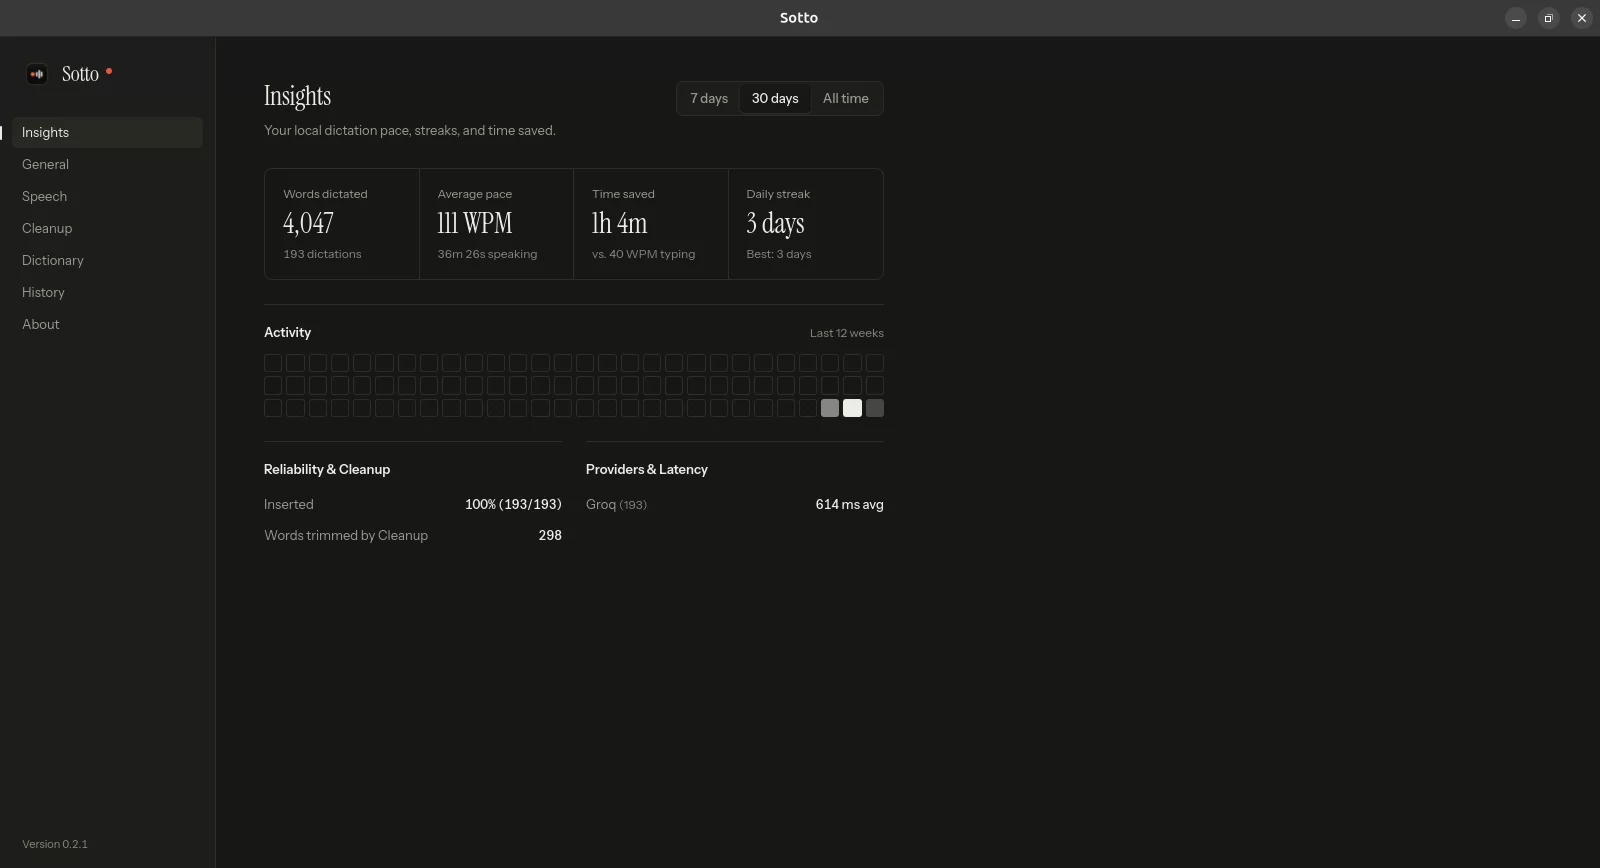 Sotto
Sotto
Insights
General
Speech
Cleanup
Dictionary
History
About
Version 0.2.1
Insights
7 days 30 days All time
Your local dictation pace, streaks, and time saved.
Words dictated
4,047
193 dictations
Average pace
111 WPM
36m 26s speaking
Time saved
1h 4m
vs. 40 WPM typing
Daily streak
3 days
Best: 3 days
Activity Last 12 weeks
Reliability & Cleanup
Inserted 100% (193/193)
Words trimmed by Cleanup 298
Providers & Latency
Groq (193) 614 ms avg